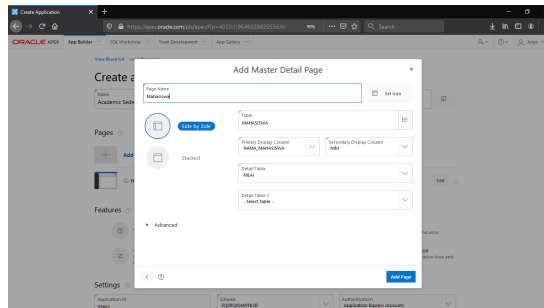 Create Application
https://apex.oracle.com/pls/apex/f?p=4020:1:9646028820556:
90%
Search
ORACLE APEX
App Builder
SQL Workshop
Team Development
App Gallery
View Blueprint
Create a
Name
Academic Sede
Pages
Add
Features
Settings
Application ID
Schema
Authentication
Application Express Accounts
Edit
Add Master Detail Page
Page Name
Mahasiswa
Set Icon
Side by Side
Stacked
Table
MAHASISWA
Primary Display Column
NAMA_MAHASISWA
Secondary Display Column
NIM
Detail Table
NILAI
Detail Table 2
- Select Table -
Advanced
Add Page